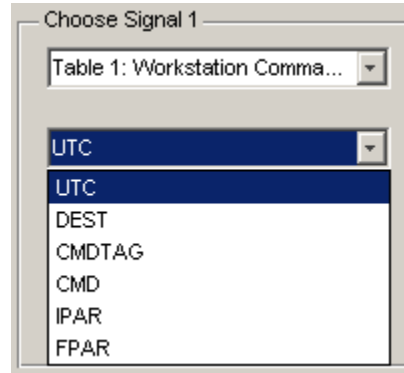 Choose Signal 1
Table 1: Workstation Comma...
UTC
UTC
DEST
CMDTAG
CMD
IPAR
FPAR